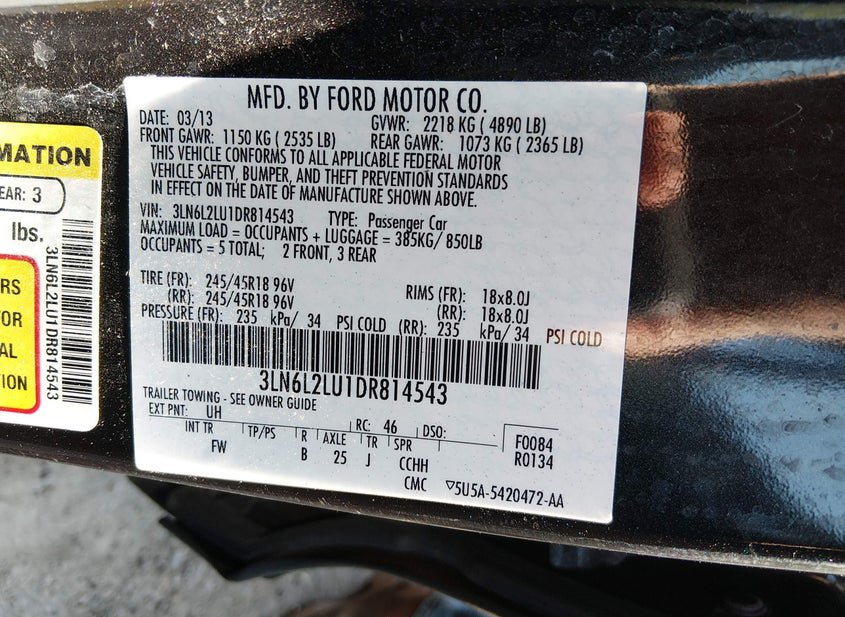 MFD. BY FORD MOTOR CO.
DATE: 03/13 GVWR: 2218 KG ( 4890 LB)
FRONT GAWR: 1150 KG ( 2535 LB) REAR GAWR: 1073 KG ( 2365 LB)
THIS VEHICLE CONFORMS TO ALL APPLICABLE FEDERAL MOTOR
VEHICLE SAFETY, BUMPER, AND THEFT PREVENTION STANDARDS
IN EFFECT ON THE DATE OF MANUFACTURE SHOWN ABOVE.
VIN: 3LN6L2LU1DR814543 TYPE: Passenger Car
MAXIMUM LOAD = OCCUPANTS + LUGGAGE = 385KG/ 850LB
OCCUPANTS = 5 TOTAL; 2 FRONT, 3 REAR
TIRE (FR): 245/45R18 96V RIMS (FR): 18x8.0J
(RR): 245/45R18 96V (RR): 18x8.0J
PRESSURE (FR): 235 kPa/ 34 PSI COLD (RR): 235 kPa/ 34 PSI COLD
3LN6L2LU1DR814543
TRAILER TOWING - SEE OWNER GUIDE
EXT PNT: UH RC: 46 DSO: F0084
INT TR TP/PS R AXLE TR SPR R0134
FW B 25 J CCHH
CMC ▽5U5A-5420472-AA
MATION
EAR: 3
lbs.
RS
TOR
AL
IN
3LN6L2LU1DR814543